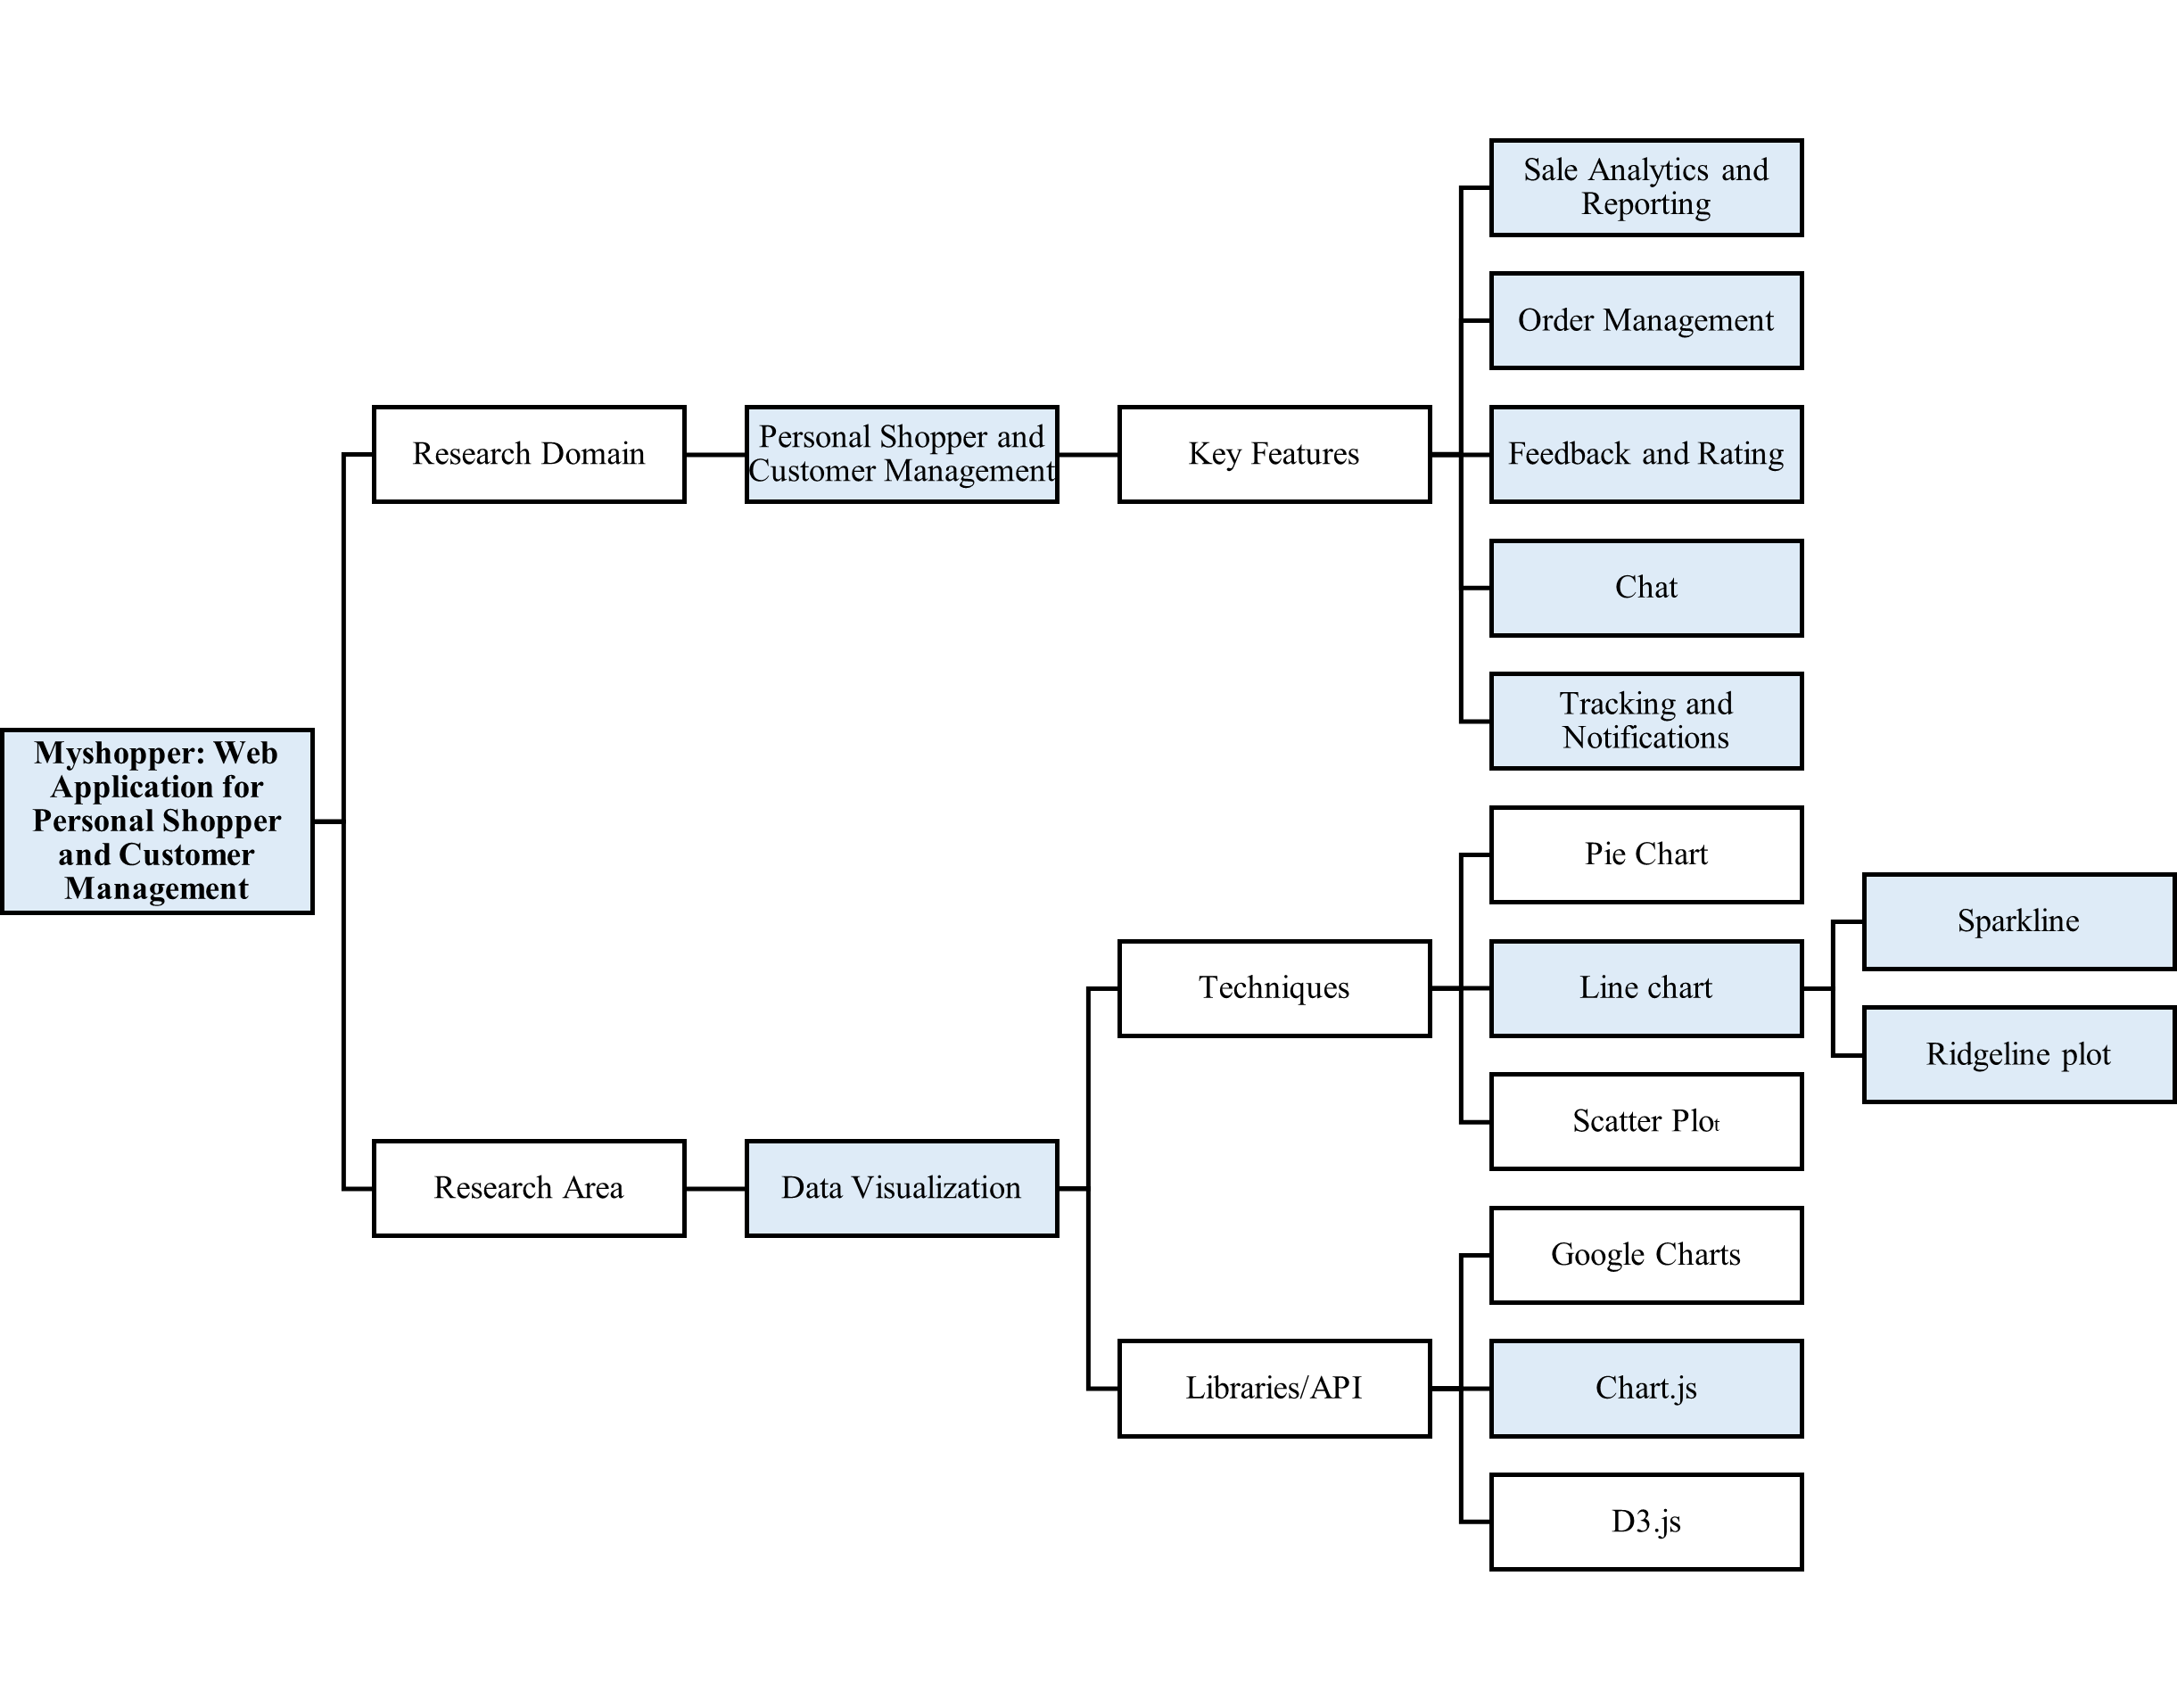 Sale Analytics and
Reporting
Order Management
Research Domain
Personal Shopper and
Customer Management
Key Features
Feedback and Rating
Chat
Tracking and
Notifications
Myshopper: Web
Application for
Personal Shopper
and Customer
Management
Pie Chart
Sparkline
Techniques
Line chart
Ridgeline plot
Scatter Plot
Research Area
Data Visualization
Google Charts
Libraries/API
Chart.js
D3.js